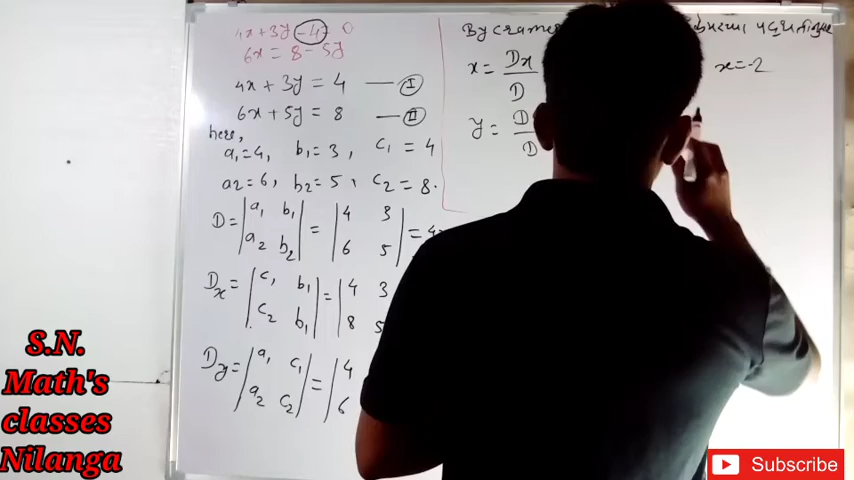 4x+3y-4=0
6x = 8-5y
4x + 3y = 4 — I
6x + 5y = 8 — II
here,
a₁=4, b₁=3, c₁=4
a₂=6, b₂=5, c₂=8.
D = |a₁ b₁| = |4 3| = 4
|a₂ b₂| |6 5|
Dx = |c₁ b₁| = |4 3
|c₂ b₁| |8 5
Dy = |a₁ c₁| = |4
|a₂ c₂| |6
By cramer
x = Dx/D
y = D/D
x=-2
S.N.
Math's
classes
Nilanga
Subscribe